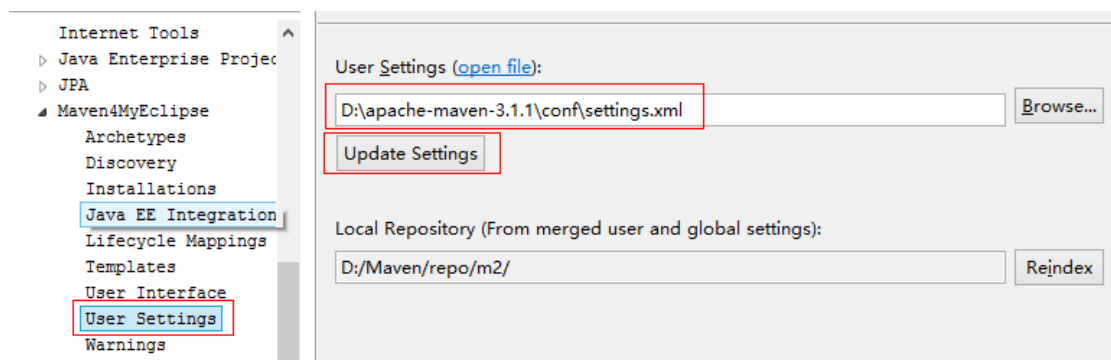 Internet Tools
Java Enterprise Projec
JPA
Maven4MyEclipse
Archetypes
Discovery
Installations
Java EE Integration
Lifecycle Mappings
Templates
User Interface
User Settings
Warnings
User Settings (open file):
D:\apache-maven-3.1.1\conf\settings.xml
Browse...
Update Settings
Local Repository (From merged user and global settings):
D:/Maven/repo/m2/
Reindex